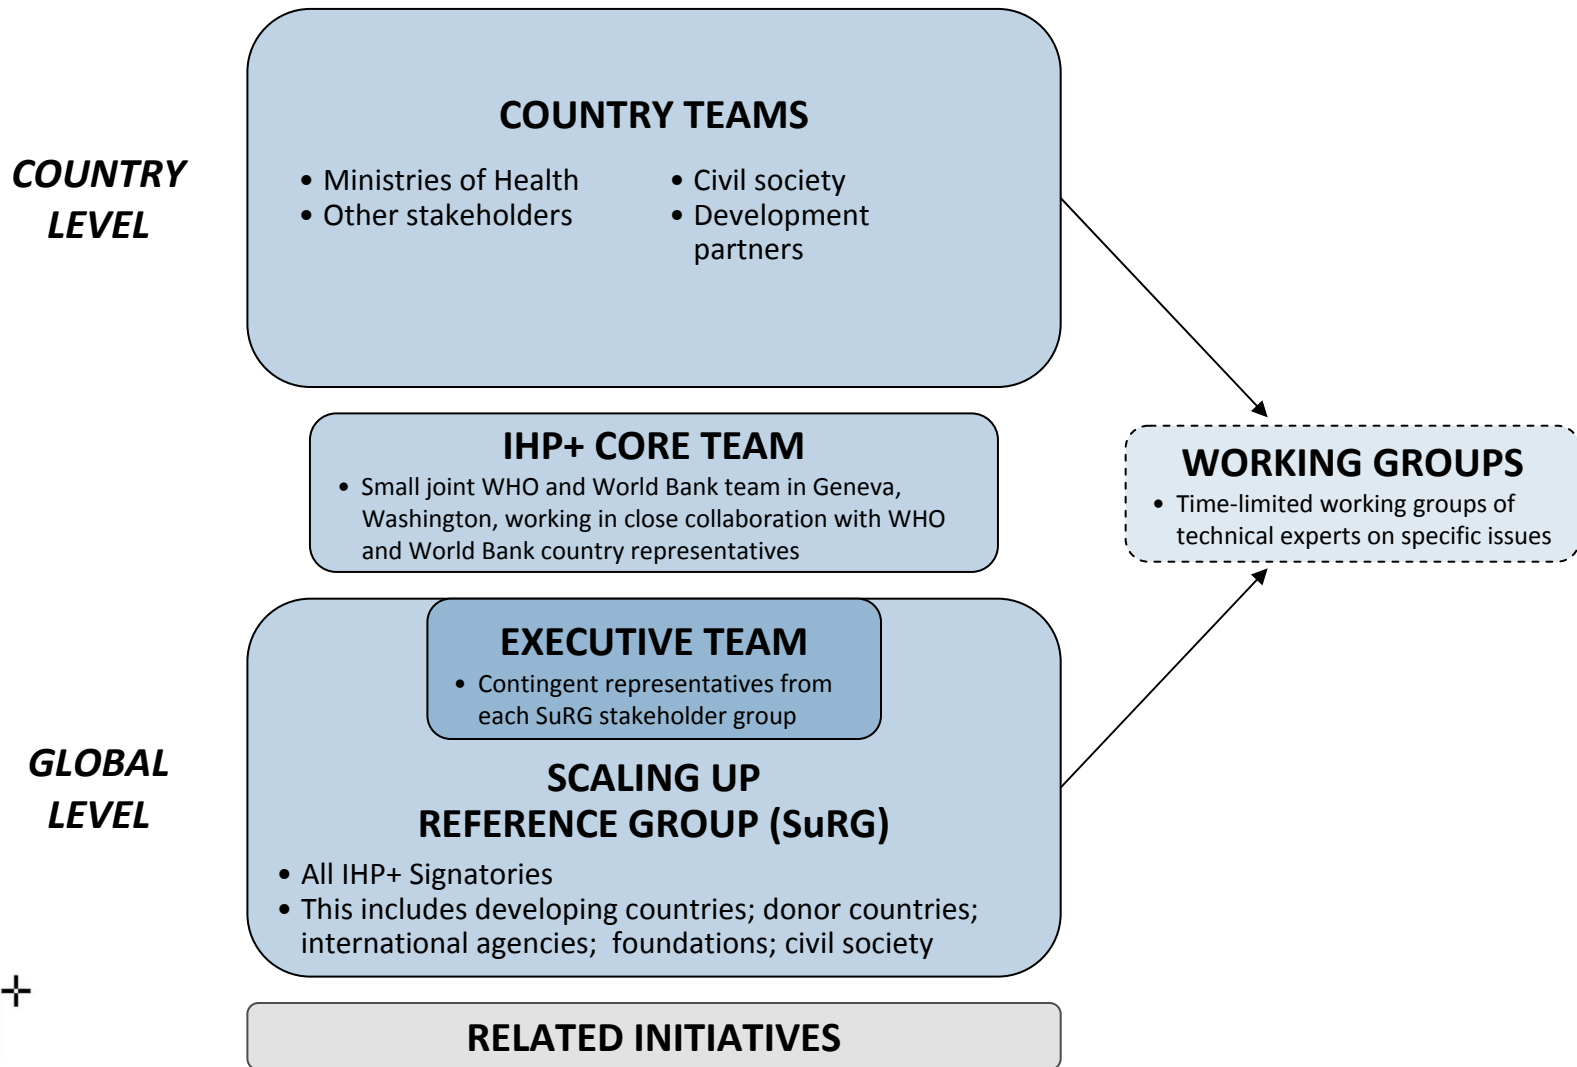 COUNTRY
LEVEL
COUNTRY TEAMS
• Ministries of Health
• Other stakeholders
• Civil society
• Development
partners
IHP+ CORE TEAM
• Small joint WHO and World Bank team in Geneva,
Washington, working in close collaboration with WHO
and World Bank country representatives
WORKING GROUPS
• Time-limited working groups of
technical experts on specific issues
GLOBAL
LEVEL
EXECUTIVE TEAM
• Contingent representatives from
each SuRG stakeholder group
SCALING UP
REFERENCE GROUP (SuRG)
• All IHP+ Signatories
• This includes developing countries; donor countries;
international agencies;  foundations; civil society
RELATED INITIATIVES